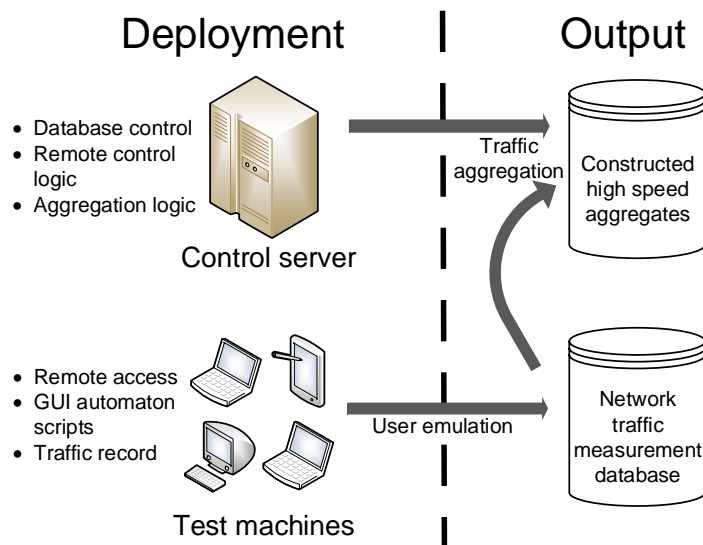 Deployment
Output
• Database control
• Remote control
logic
• Aggregation logic
Control server
Traffic
aggregation
Constructed
high speed
aggregates
• Remote access
• GUI automaton
scripts
• Traffic record
Test machines
User emulation
Network
traffic
measurement
database